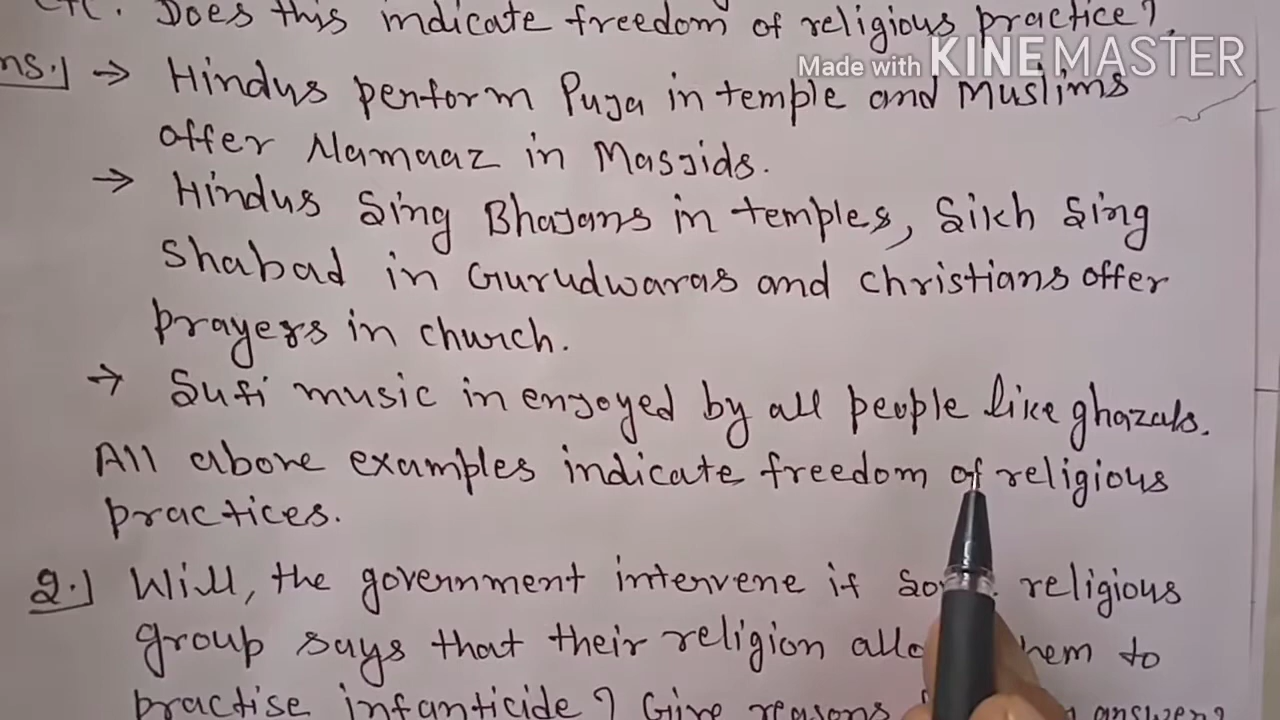 etc. Does this indicate freedom of religious practice?
Made with KINEMASTER
Ans.] → Hindus perform Puja in temple and Muslims
offer Namaaz in Masjids.
→ Hindus Sing Bhajans in temples, Sikh Sing
Shabad in Gurudwaras and christians offer
prayers in church.
→ Sufi music in enjoyed by all people like ghazals.
All above examples indicate freedom of religious
practices.
2.] Will, the government intervene if religious
group says that their religion to
practise infanticide? Give reasons answer?